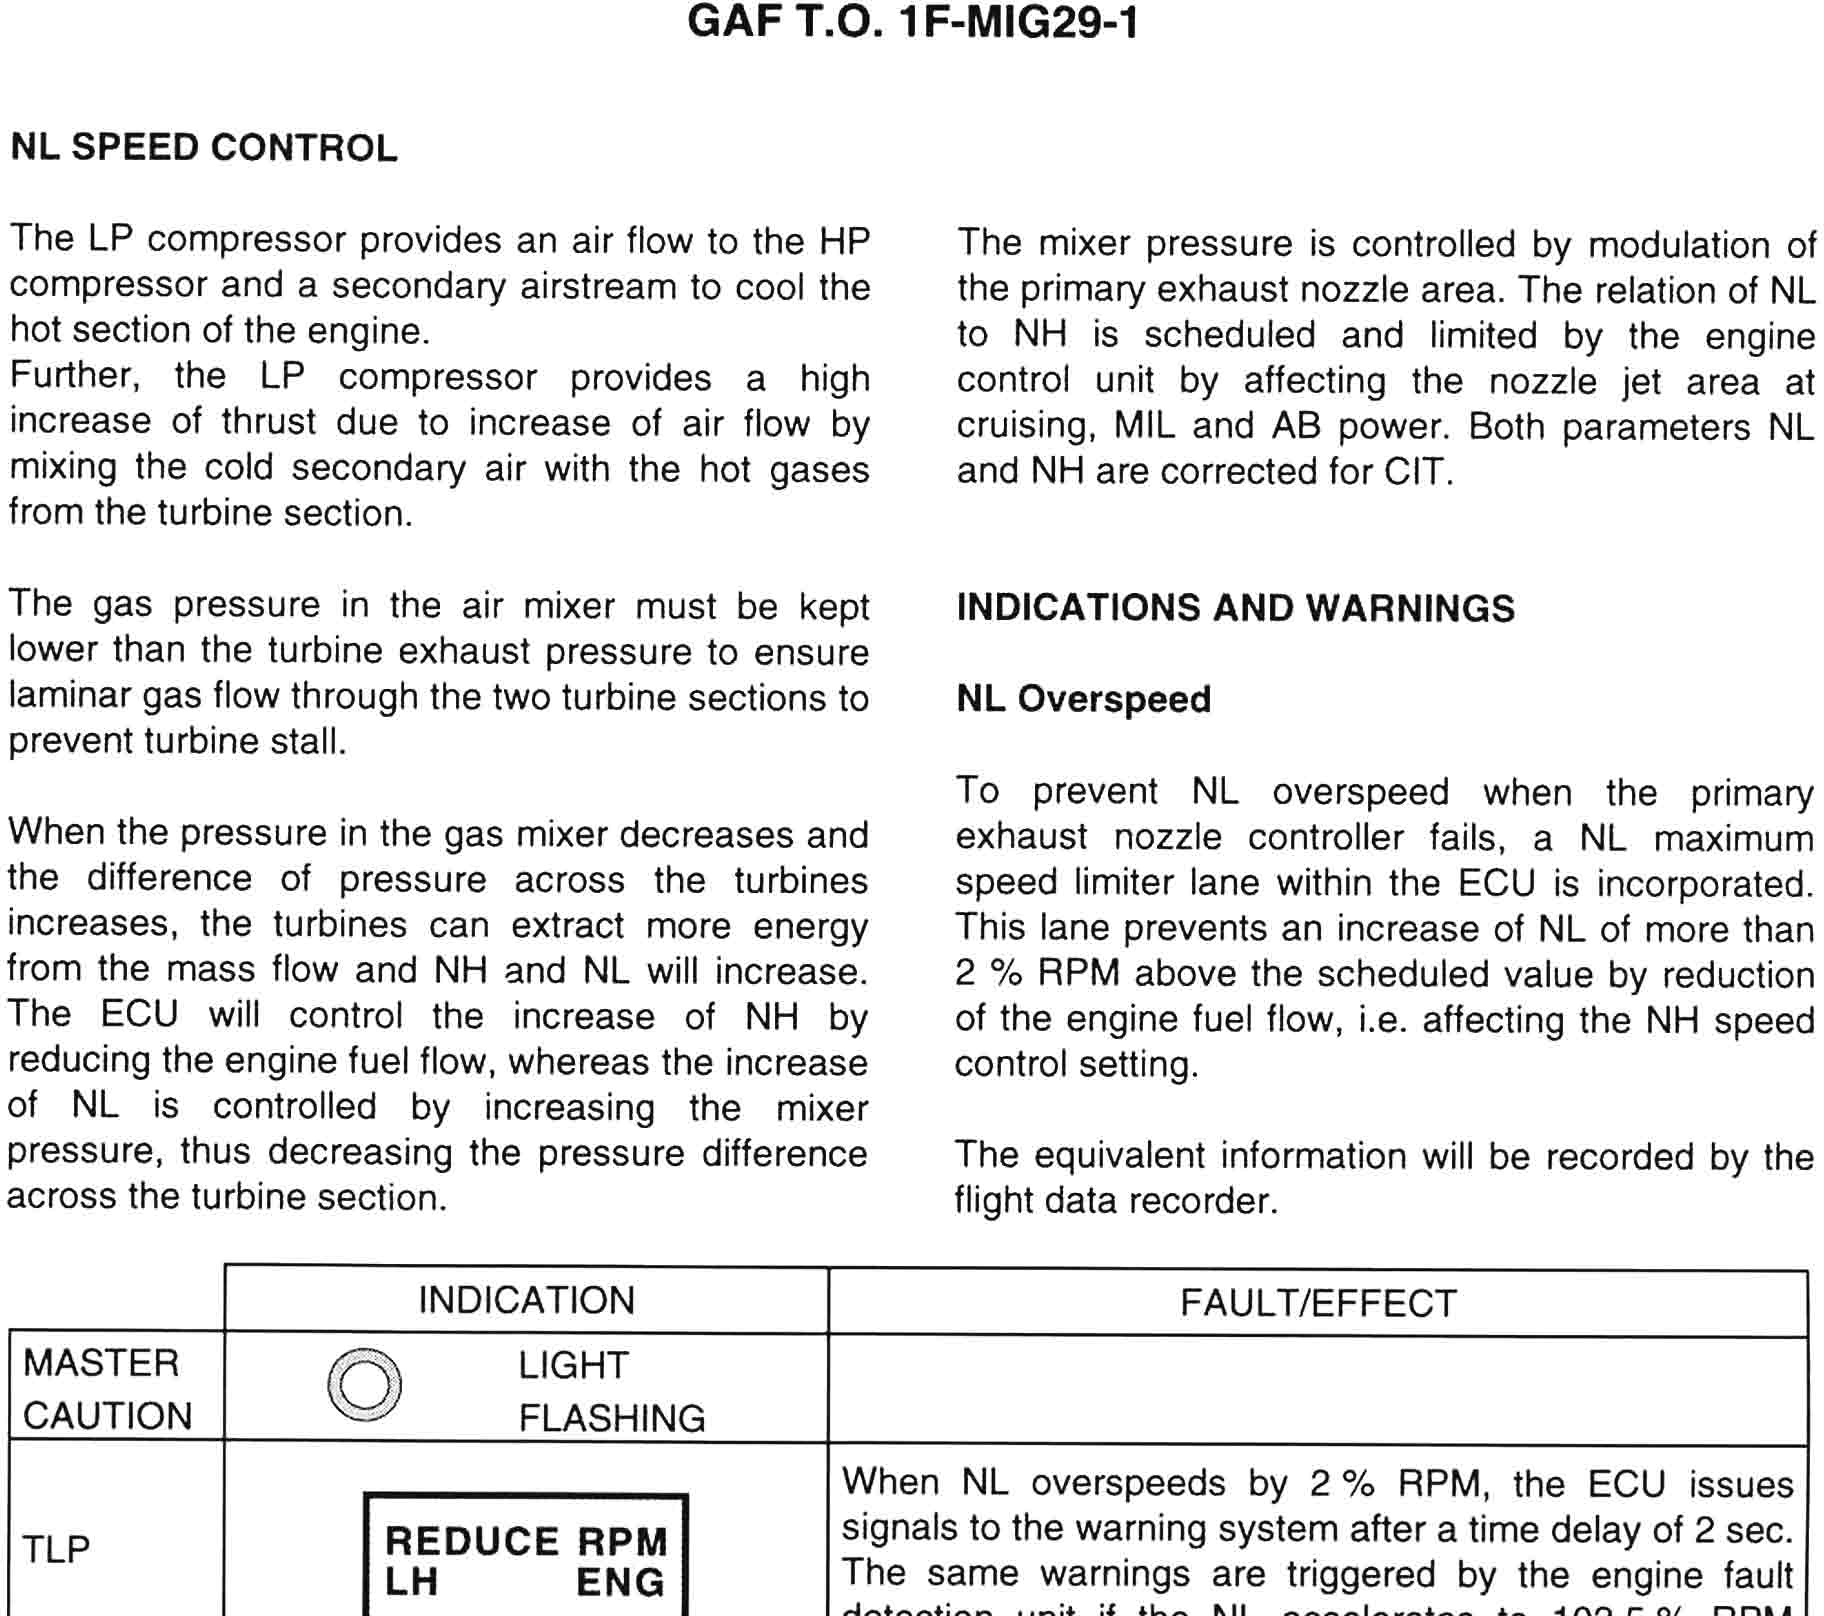 GAF T.O. 1F-MIG29-1
NL SPEED CONTROL
The LP compressor provides an air flow to the HP
compressor and a secondary airstream to cool the
hot section of the engine.
Further, the LP compressor provides a high
increase of thrust due to increase of air flow by
mixing the cold secondary air with the hot gases
from the turbine section.
The gas pressure in the air mixer must be kept
lower than the turbine exhaust pressure to ensure
laminar gas flow through the two turbine sections to
prevent turbine stall.
When the pressure in the gas mixer decreases and
the difference of pressure across the turbines
increases, the turbines can extract more energy
from the mass flow and NH and NL will increase.
The ECU will control the increase of NH by
reducing the engine fuel flow, whereas the increase
of NL is controlled by increasing the mixer
pressure, thus decreasing the pressure difference
across the turbine section.
The mixer pressure is controlled by modulation of
the primary exhaust nozzle area. The relation of NL
to NH is scheduled and limited by the engine
control unit by affecting the nozzle jet area at
cruising, MIL and AB power. Both parameters NL
and NH are corrected for CIT.
INDICATIONS AND WARNINGS
NL Overspeed
To prevent NL overspeed when the primary
exhaust nozzle controller fails, a NL maximum
speed limiter lane within the ECU is incorporated.
This lane prevents an increase of NL of more than
2 % RPM above the scheduled value by reduction
of the engine fuel flow, i.e. affecting the NH speed
control setting.
The equivalent information will be recorded by the
flight data recorder.
INDICATION
FAULT/EFFECT
MASTER
CAUTION
LIGHT
FLASHING
TLP
REDUCE RPM
LH ENG
When NL overspeeds by 2 % RPM, the ECU issues
signals to the warning system after a time delay of 2 sec.
The same warnings are triggered by the engine fault
detection unit if the NL accelerates to 102.5 % RPM